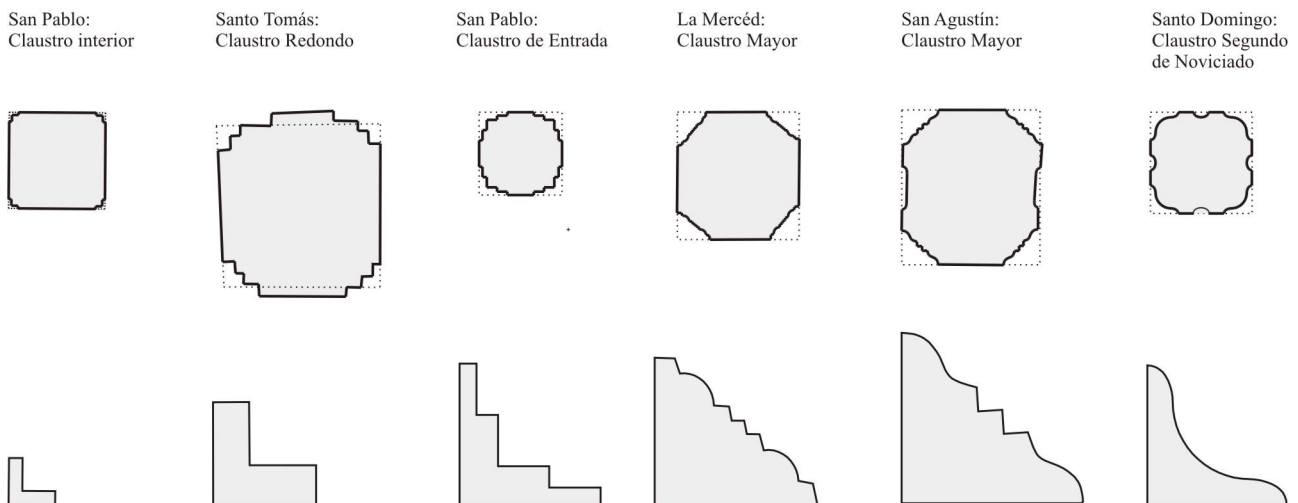 San Pablo:
Claustro interior
Santo Tomás:
Claustro Redondo
San Pablo:
Claustro de Entrada
La Mercéd:
Claustro Mayor
San Agustín:
Claustro Mayor
Santo Domingo:
Claustro Segundo
de Noviciado